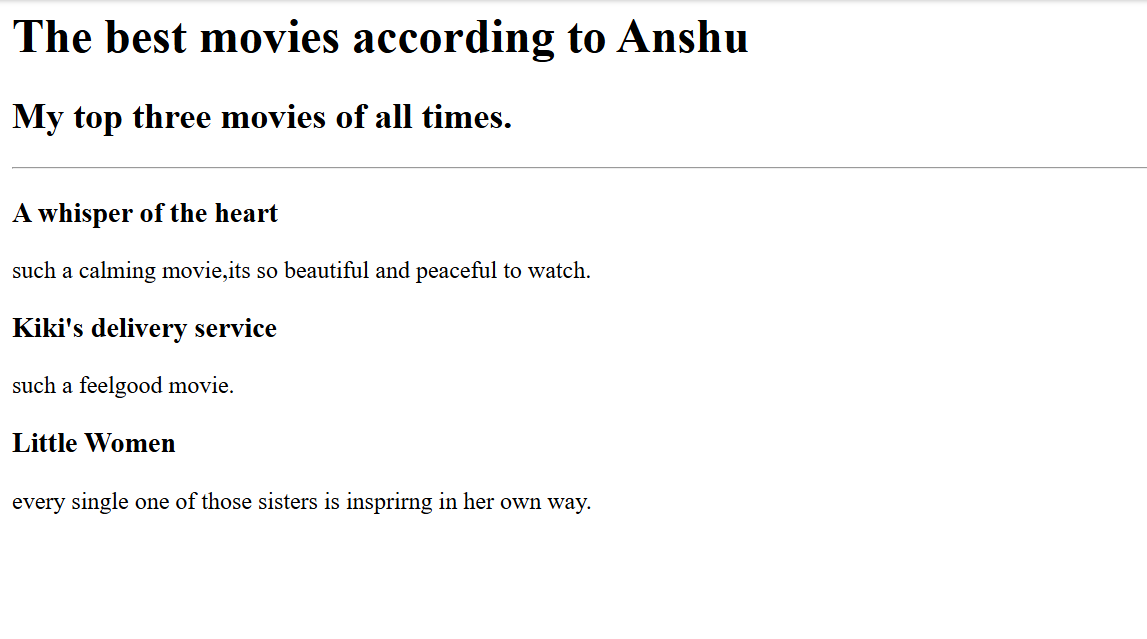 The best movies according to Anshu
My top three movies of all times.
A whisper of the heart
such a calming movie,its so beautiful and peaceful to watch.
Kiki's delivery service
such a feelgood movie.
Little Women
every single one of those sisters is insprirng in her own way.